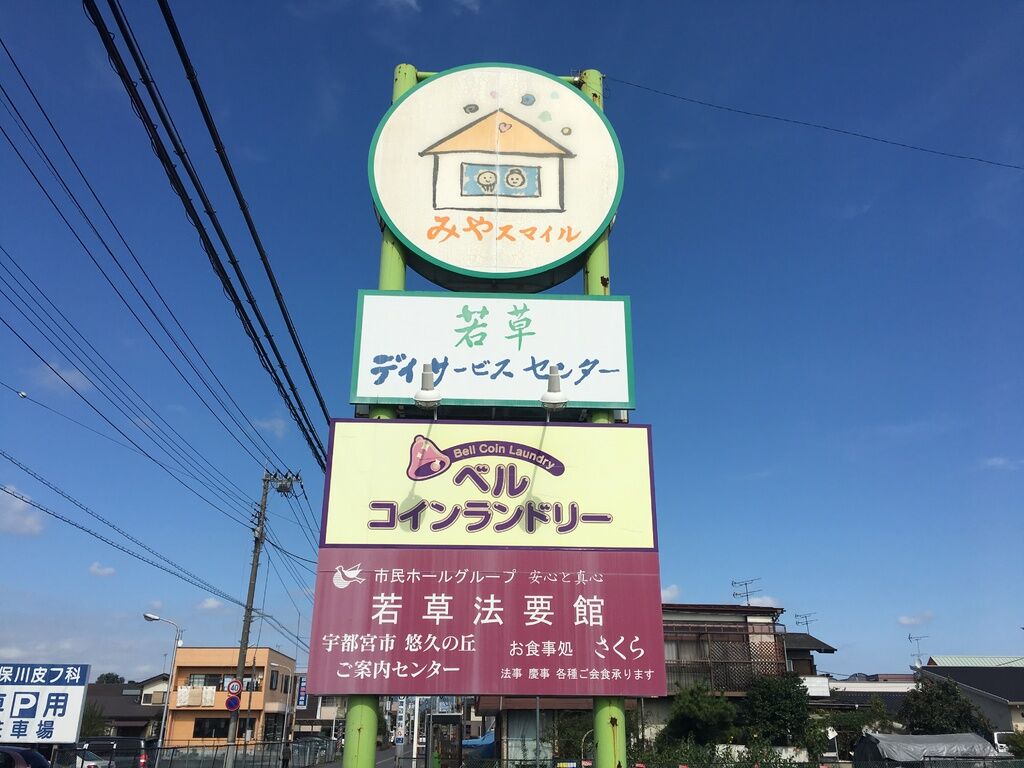 みやスマイル
若草
デイサービスセンター
Bell Coin Laundry
ベル
コインランドリー
市民ホールグループ 安心と真心
若草法要館
宇都宮市 悠久の丘
ご案内センター
お食事処 さくら
法事 慶事 各種ご会食承ります
保川皮フ科
P用
車場
40